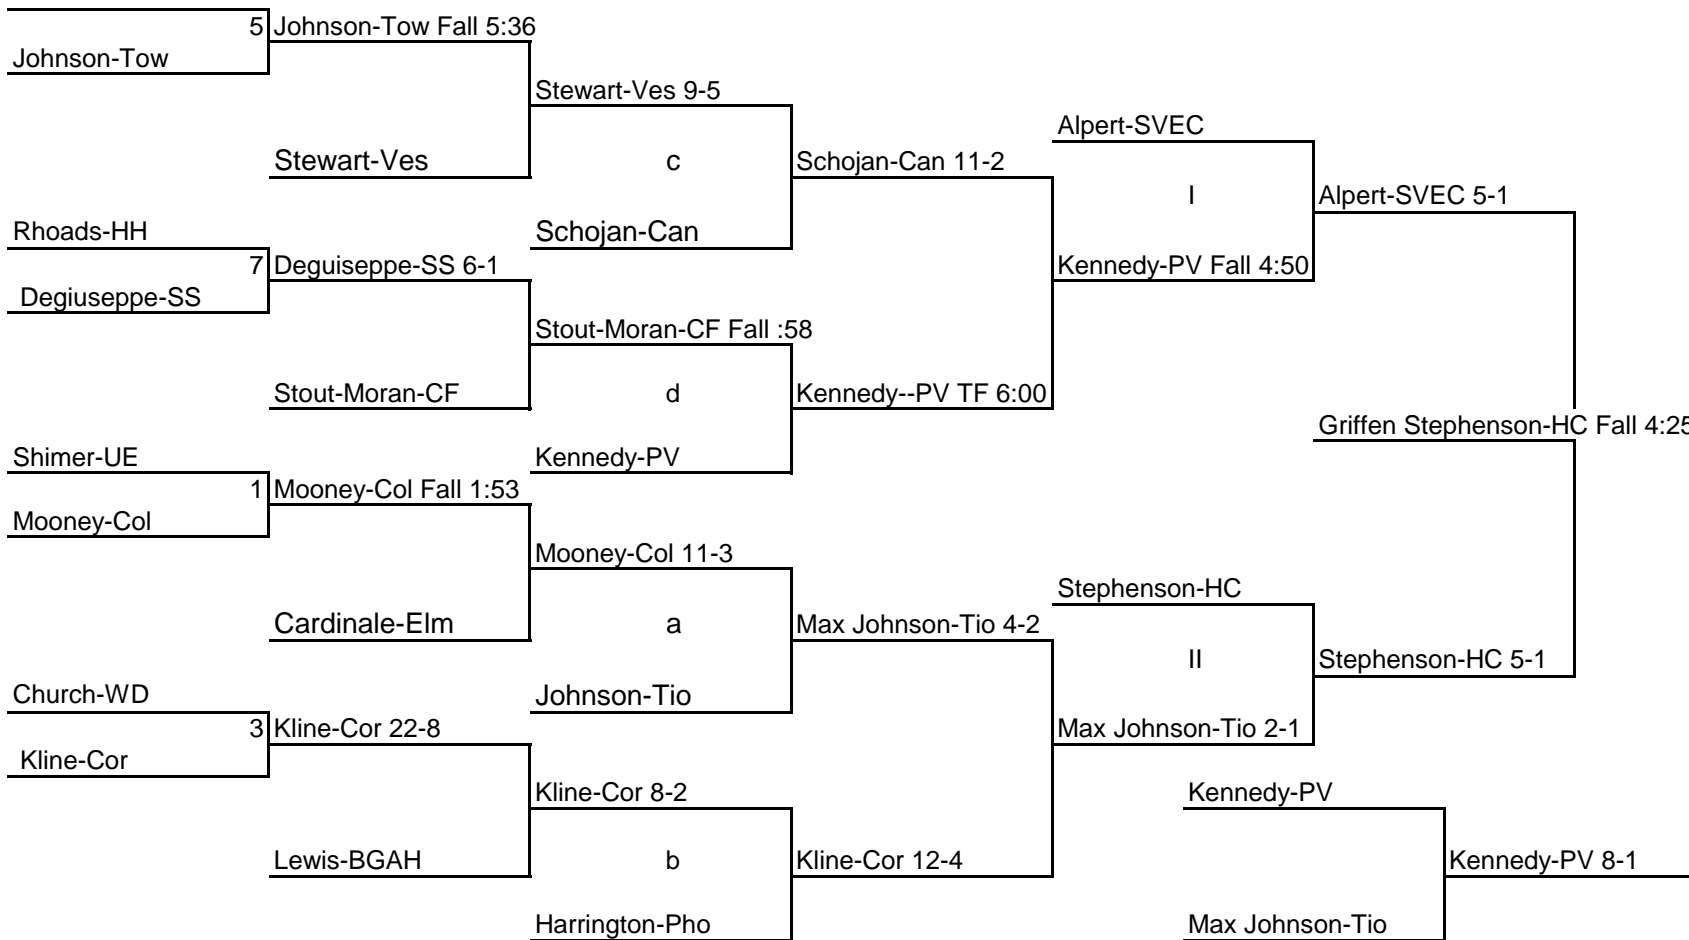 5 Johnson-Tow Fall 5:36
Johnson-Tow
Stewart-Ves 9-5
Alpert-SVEC
Stewart-Ves c Schojan-Can 11-2
I Alpert-SVEC 5-1
Rhoads-HH Schojan-Can
7 Deguiseppe-SS 6-1 Kennedy-PV Fall 4:50
Degiuseppe-SS
Stout-Moran-CF Fall :58
Stout-Moran-CF d Kennedy--PV TF 6:00
Griffen Stephenson-HC Fall 4:25
Shimer-UE Kennedy-PV
1 Mooney-Col Fall 1:53
Mooney-Col
Mooney-Col 11-3
Stephenson-HC
Cardinale-Elm a Max Johnson-Tio 4-2
II Stephenson-HC 5-1
Church-WD Johnson-Tio
3 Kline-Cor 22-8 Max Johnson-Tio 2-1
Kline-Cor
Kline-Cor 8-2 Kennedy-PV
Lewis-BGAH b Kline-Cor 12-4 Kennedy-PV 8-1
Harrington-Pho Max Johnson-Tio